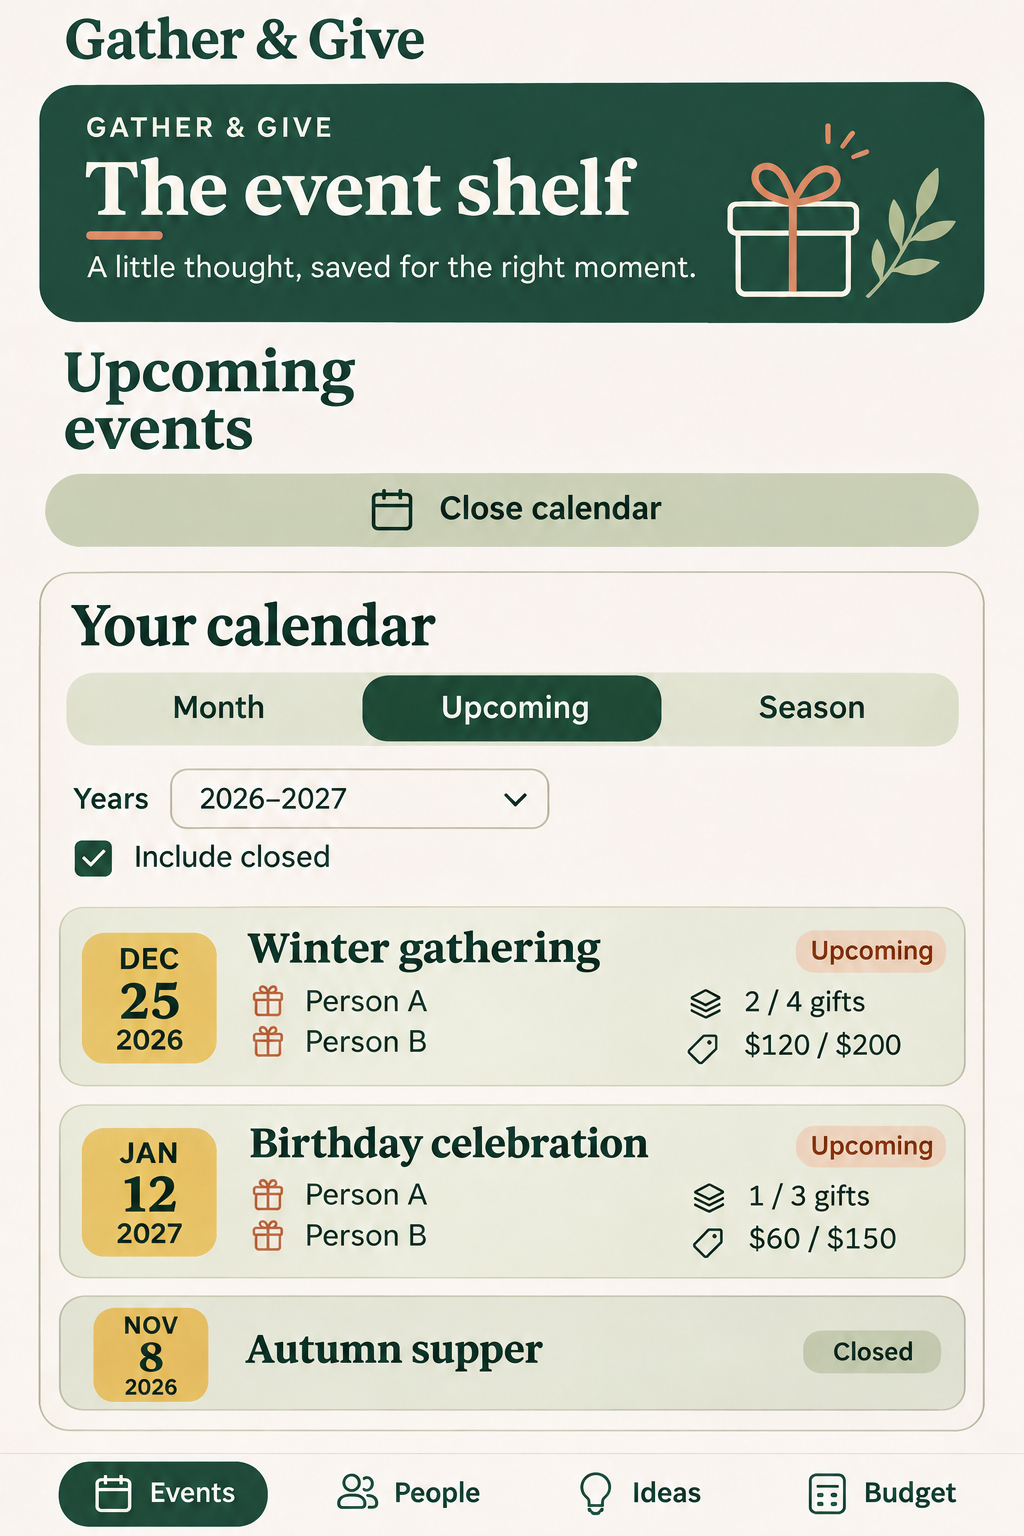 Gather & Give
GATHER & GIVE
The event shelf
A little thought, saved for the right moment.
Upcoming
events
Close calendar
Your calendar
Month
Upcoming
Season
Years
2026–2027
Include closed
DEC
25
2026
Winter gathering
Upcoming
Person A
2 / 4 gifts
Person B
$120 / $200
JAN
12
2027
Birthday celebration
Upcoming
Person A
1 / 3 gifts
Person B
$60 / $150
NOV
8
2026
Autumn supper
Closed
Events
People
Ideas
Budget